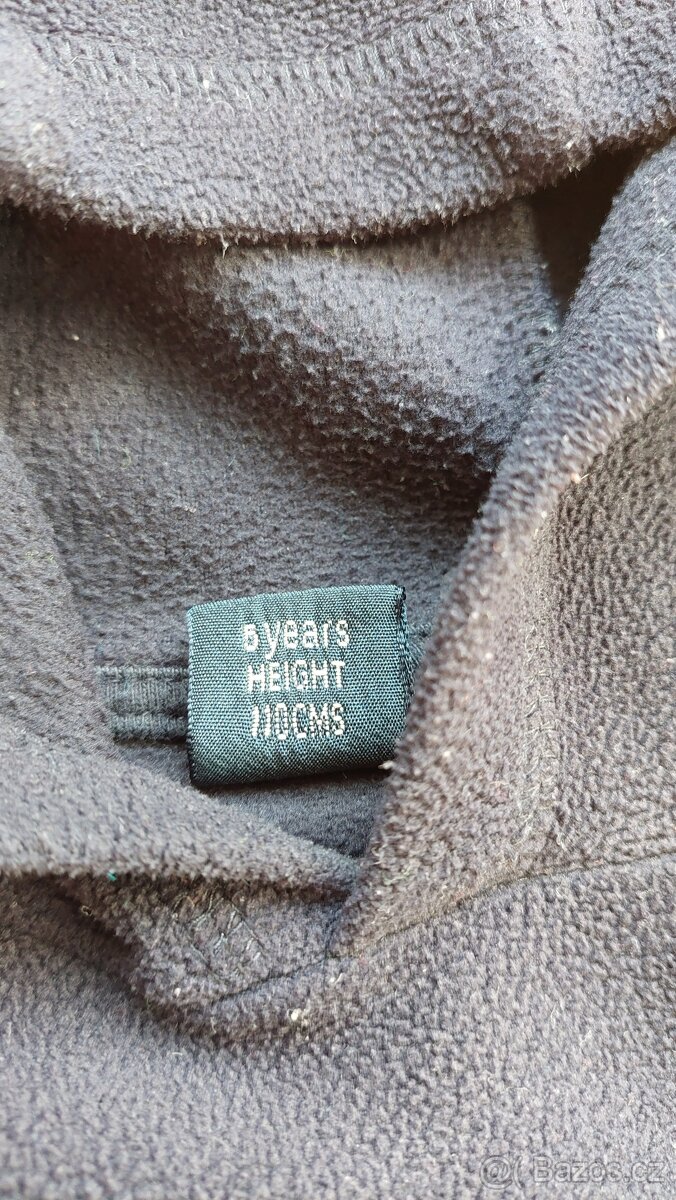 5years
HEIGHT
110CMS
Bazos.cz